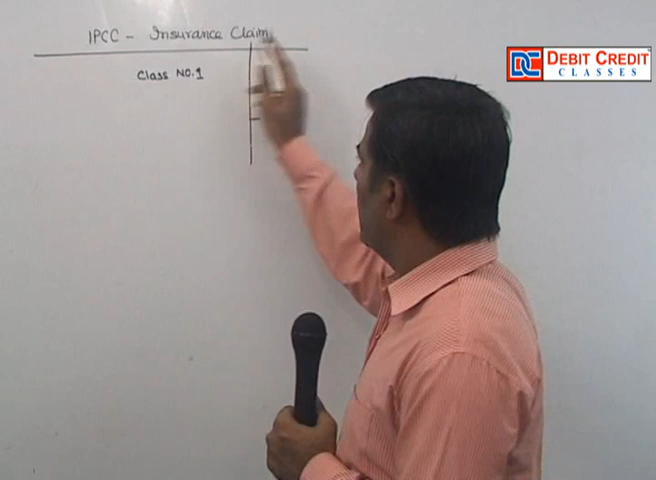 IPCC - Insurance Claim
Class No.1
DC DEBIT CREDIT
CLASSES